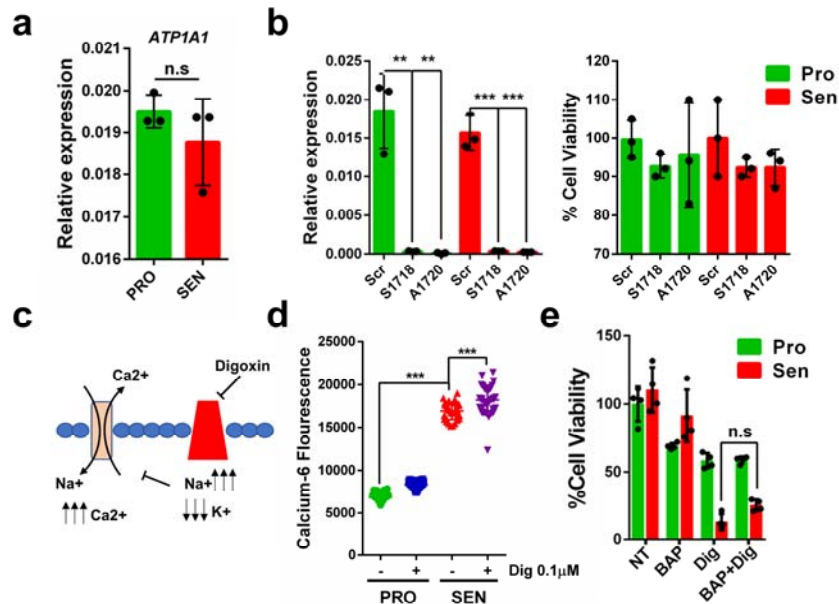 a
ATP1A1
n.s
Relative expression
0.021
0.020
0.019
0.018
0.017
0.016
PRO
SEN
b
Relative expression
0.025
0.020
0.015
0.010
0.005
0.000
** **
*** ***
Scr
S1718
A1720
Scr
S1718
A1720
% Cell Viability
120
110
100
90
80
70
Scr
S1718
A1720
Scr
S1718
A1720
Pro
Sen
c
Ca2+
Digoxin
Na+
Ca2+
Na+
K+
d
Calcium-6 Flourescence
25000
20000
15000
10000
5000
0
***
***
- + - + Dig 0.1μM
PRO SEN
e
%Cell Viability
150
100
50
0
Pro
Sen
n.s
NT
BAP
Dig
BAP+Dig